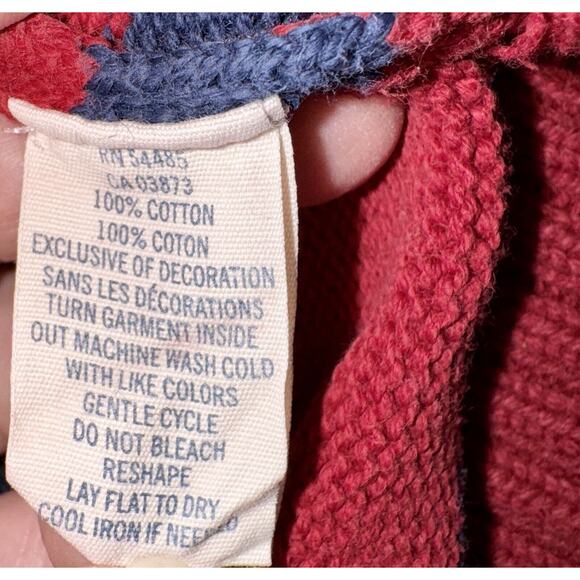 RN 54485
CA 03873
100% COTTON
100% COTON
EXCLUSIVE OF DECORATION
SANS LES DÉCORATIONS
TURN GARMENT INSIDE
OUT MACHINE WASH COLD
WITH LIKE COLORS
GENTLE CYCLE
DO NOT BLEACH
RESHAPE
LAY FLAT TO DRY
COOL IRON IF NEEDED